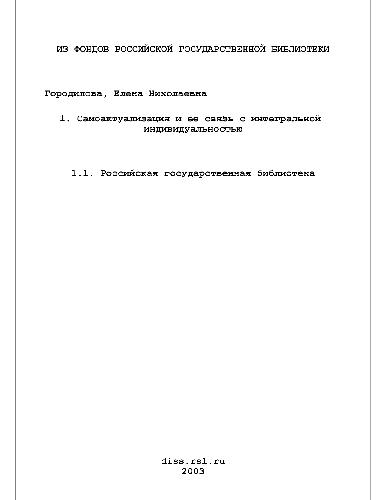 ИЗ ФОНДОВ РОССИЙСКОЙ ГОСУДАРСТВЕННОЙ БИБЛИОТЕКИ
Городилова, Елена Николаевна
1. Самоактуализация и ее связь с интегральной
индивидуальностью
1.1. Российская государственная библиотека
diss.rsl.ru
2003